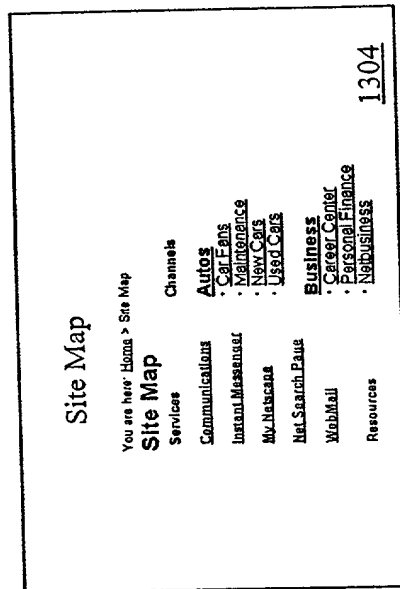 Site Map
You are here: Home > Site Map
Site Map
Services
Channels
Communications
Instant Messenger
My Netscape
Net Search Page
WebMail
Resources
Autos
· Car Fans
· Maintenance
· New Cars
· Used Cars
Business
· Career Center
· Personal Finance
· Netbusiness
1304